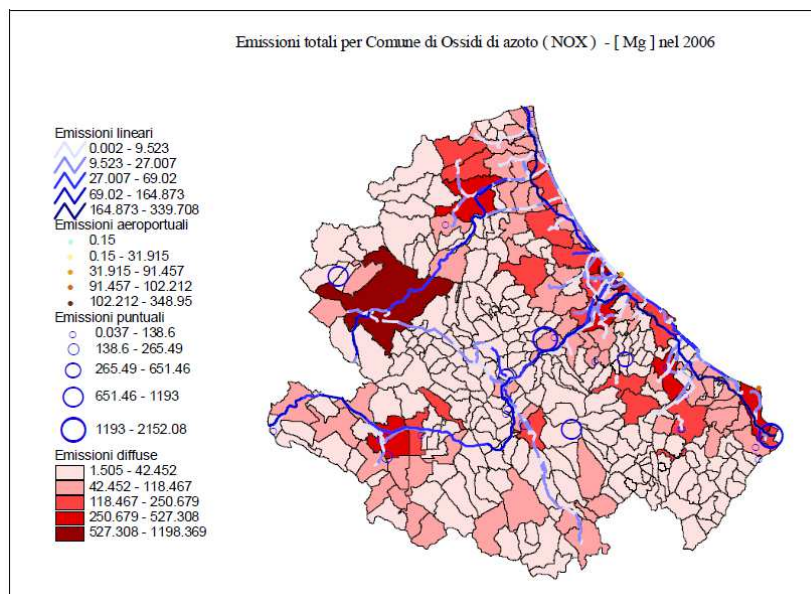 Emissioni totali per Comune di Ossidi di azoto ( NOX ) - [ Mg ] nel 2006
Emissioni lineari
0.002 - 9.523
9.523 - 27.007
27.007 - 69.02
69.02 - 164.873
164.873 - 339.708
Emissioni aeroportuali
0.15
0.15 - 31.915
31.915 - 91.457
91.457 - 102.212
102.212 - 348.95
Emissioni puntuali
0.037 - 138.6
138.6 - 265.49
265.49 - 651.46
651.46 - 1193
1193 - 2152.08
Emissioni diffuse
1.505 - 42.452
42.452 - 118.467
118.467 - 250.679
250.679 - 527.308
527.308 - 1198.369